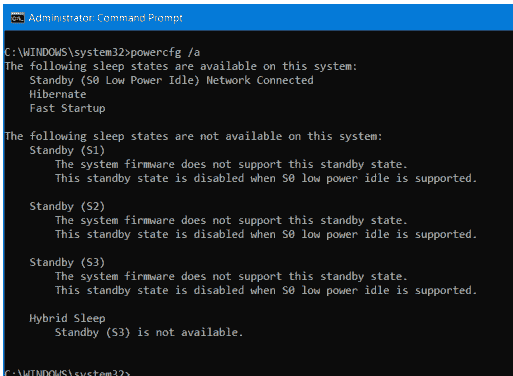 Administrator: Command Prompt
C:\WINDOWS\system32>powercfg /a
The following sleep states are available on this system:
    Standby (S0 Low Power Idle) Network Connected
    Hibernate
    Fast Startup

The following sleep states are not available on this system:
    Standby (S1)
        The system firmware does not support this standby state.
        This standby state is disabled when S0 low power idle is supported.

    Standby (S2)
        The system firmware does not support this standby state.
        This standby state is disabled when S0 low power idle is supported.

    Standby (S3)
        The system firmware does not support this standby state.
        This standby state is disabled when S0 low power idle is supported.

    Hybrid Sleep
        Standby (S3) is not available.

C:\WINDOWS\system32>